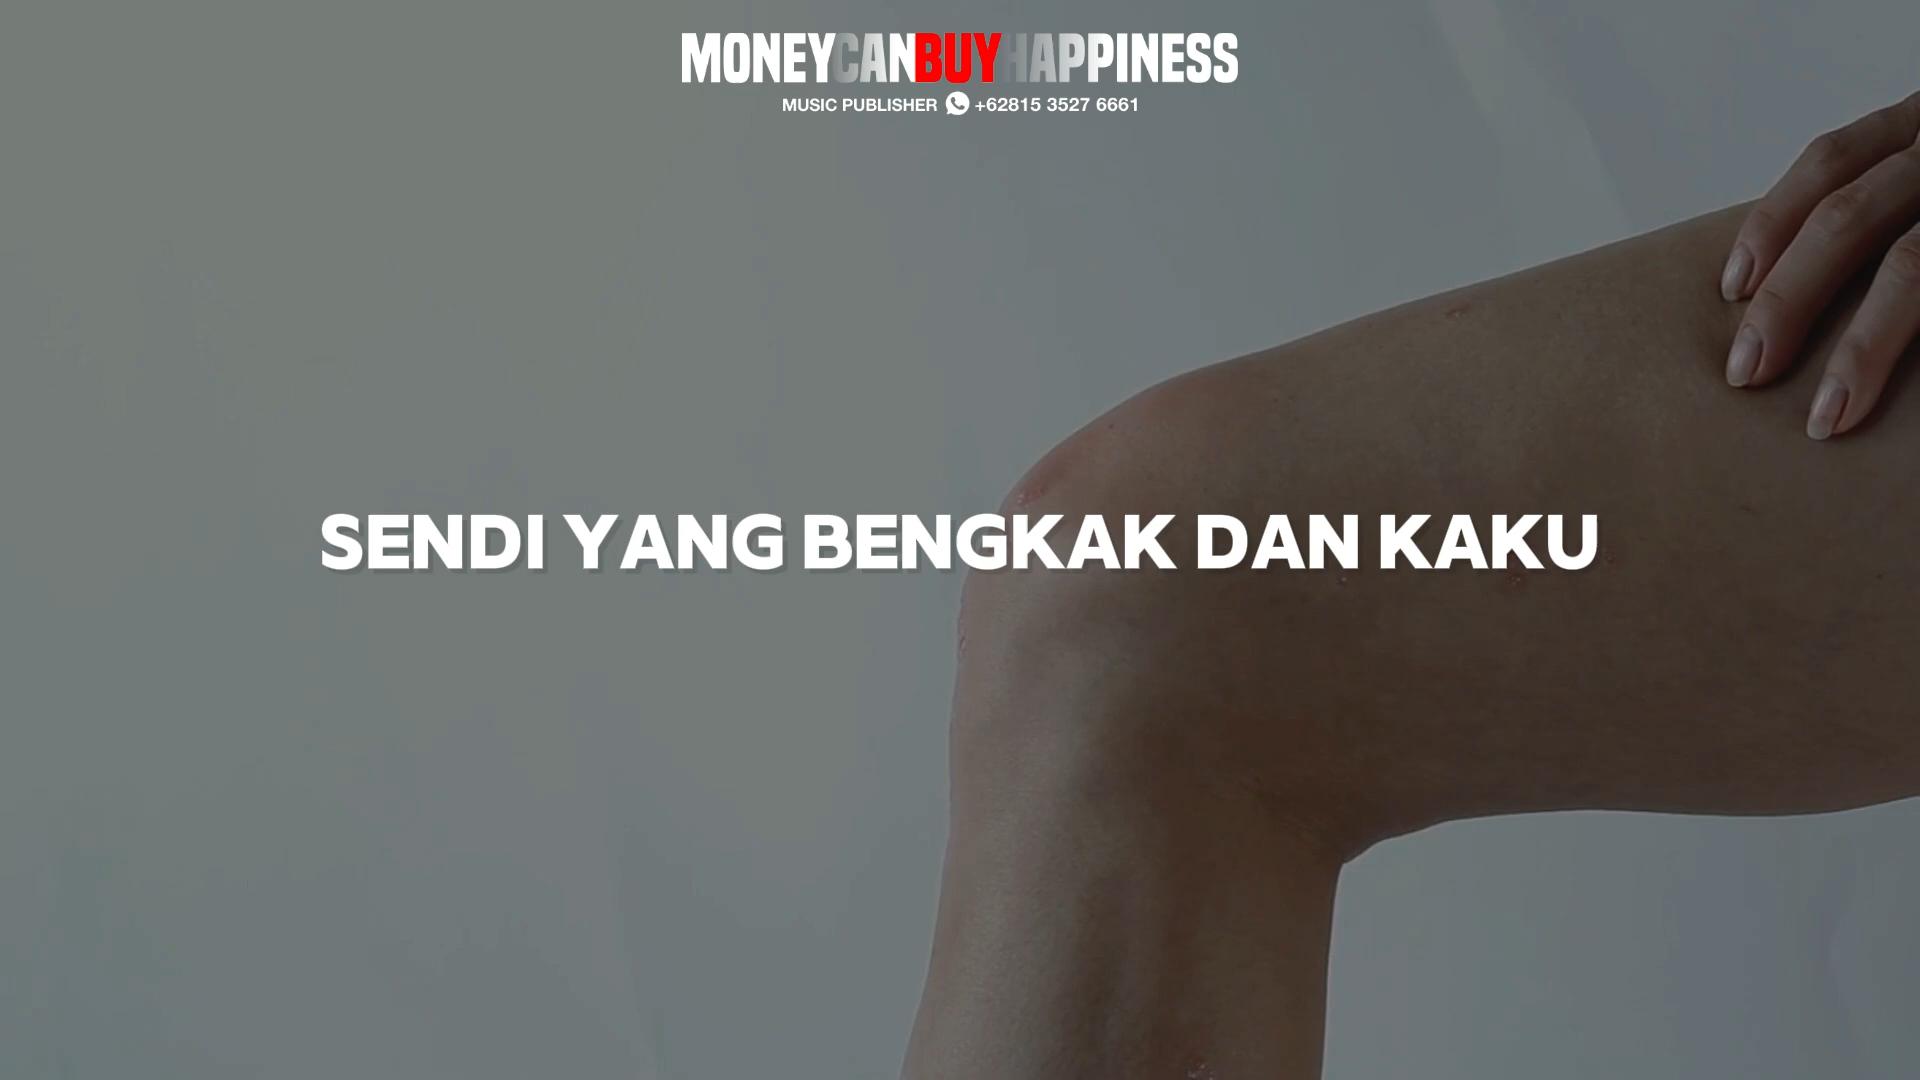 MONEYCANBUYHAPPINESS
MUSIC PUBLISHER +62815 3527 6661
SENDI YANG BENGKAK DAN KAKU